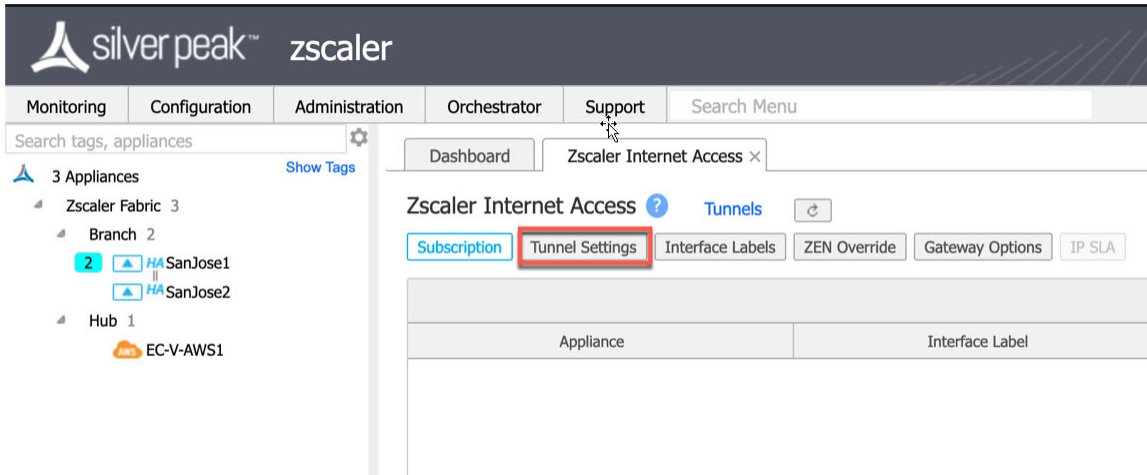 silver peak™ zscaler
Monitoring Configuration Administration Orchestrator Support Search Menu
Search tags, appliances
Show Tags
3 Appliances
Zscaler Fabric 3
Branch 2
2 HA SanJose1
HA SanJose2
Hub 1
AWS EC-V-AWS1
Dashboard Zscaler Internet Access ×
Zscaler Internet Access ? Tunnels
Subscription Tunnel Settings Interface Labels ZEN Override Gateway Options IP SLA
Appliance Interface Label